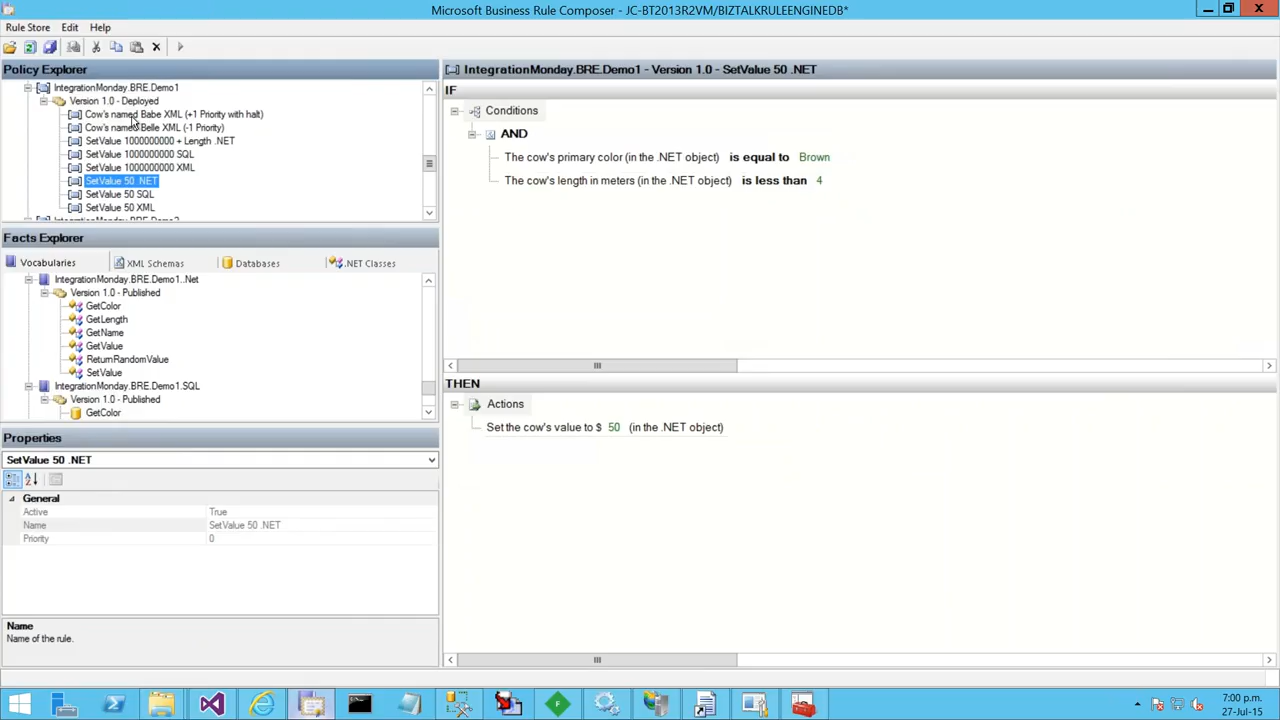 Microsoft Business Rule Composer - JC-BT2013R2VM/BIZTALKRULEENGINEDB*
Rule Store Edit Help
Policy Explorer
IntegrationMonday.BRE.Demo1
Version 1.0 - Deployed
Cow's named Babe XML (+1 Priority with halt)
Cow's named Belle XML (-1 Priority)
SetValue 1000000000 + Length .NET
SetValue 1000000000 SQL
SetValue 1000000000 XML
SetValue 50 .NET
SetValue 50 SQL
SetValue 50 XML
Facts Explorer
Vocabularies XML Schemas Databases .NET Classes
IntegrationMonday.BRE.Demo1..Net
Version 1.0 - Published
GetColor
GetLength
GetName
GetValue
ReturnRandomValue
SetValue
IntegrationMonday.BRE.Demo1.SQL
Version 1.0 - Published
GetColor
Properties
SetValue 50 .NET
General
Active True
Name SetValue 50 .NET
Priority 0
Name
Name of the rule.
IntegrationMonday.BRE.Demo1 - Version 1.0 - SetValue 50 .NET
IF
Conditions
AND
The cow's primary color (in the .NET object) is equal to Brown
The cow's length in meters (in the .NET object) is less than 4
THEN
Actions
Set the cow's value to $ 50 (in the .NET object)
7:00 p.m.
27-Jul-15